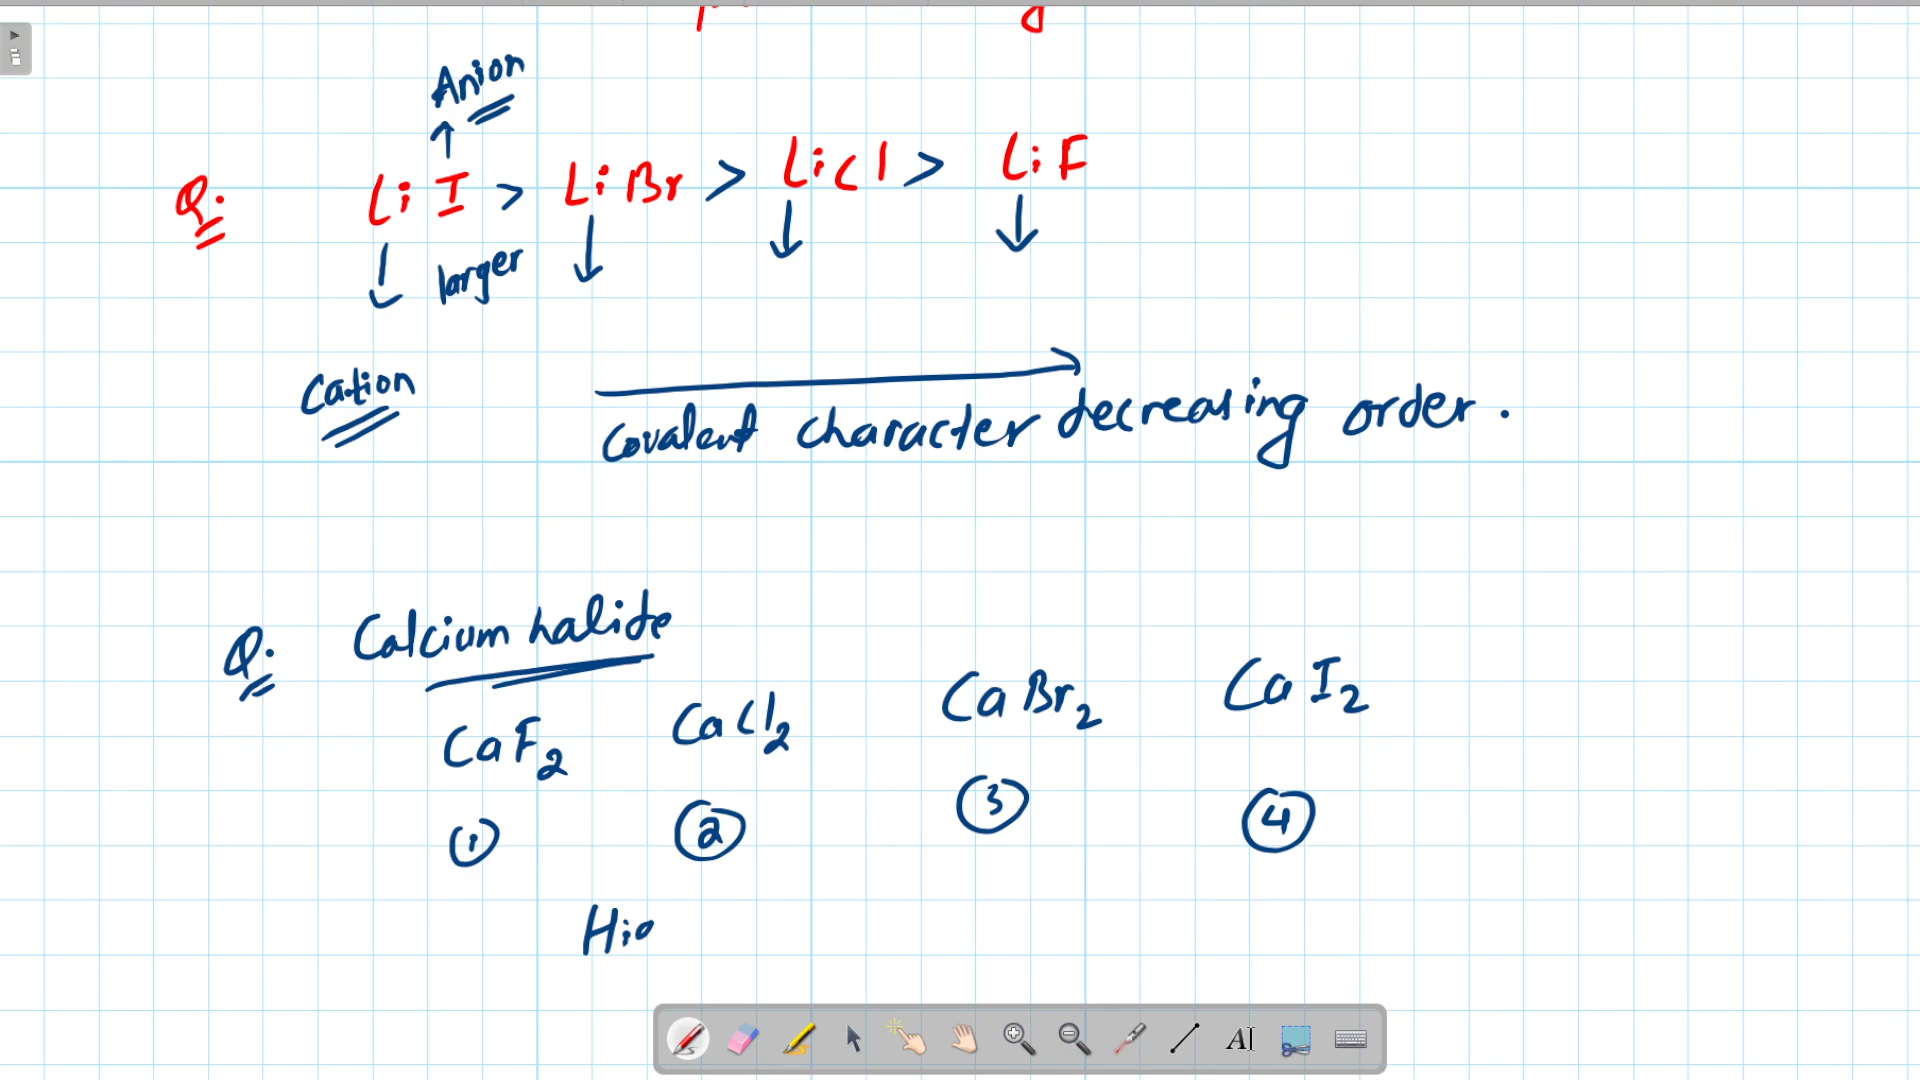 Anion
Q. LiI > LiBr > LiCl > LiF
larger
Cation
covalent character decreasing order.
Q. Calcium halide
CaF2 CaCl2 CaBr2 CaI2
1 2 3 4
AI